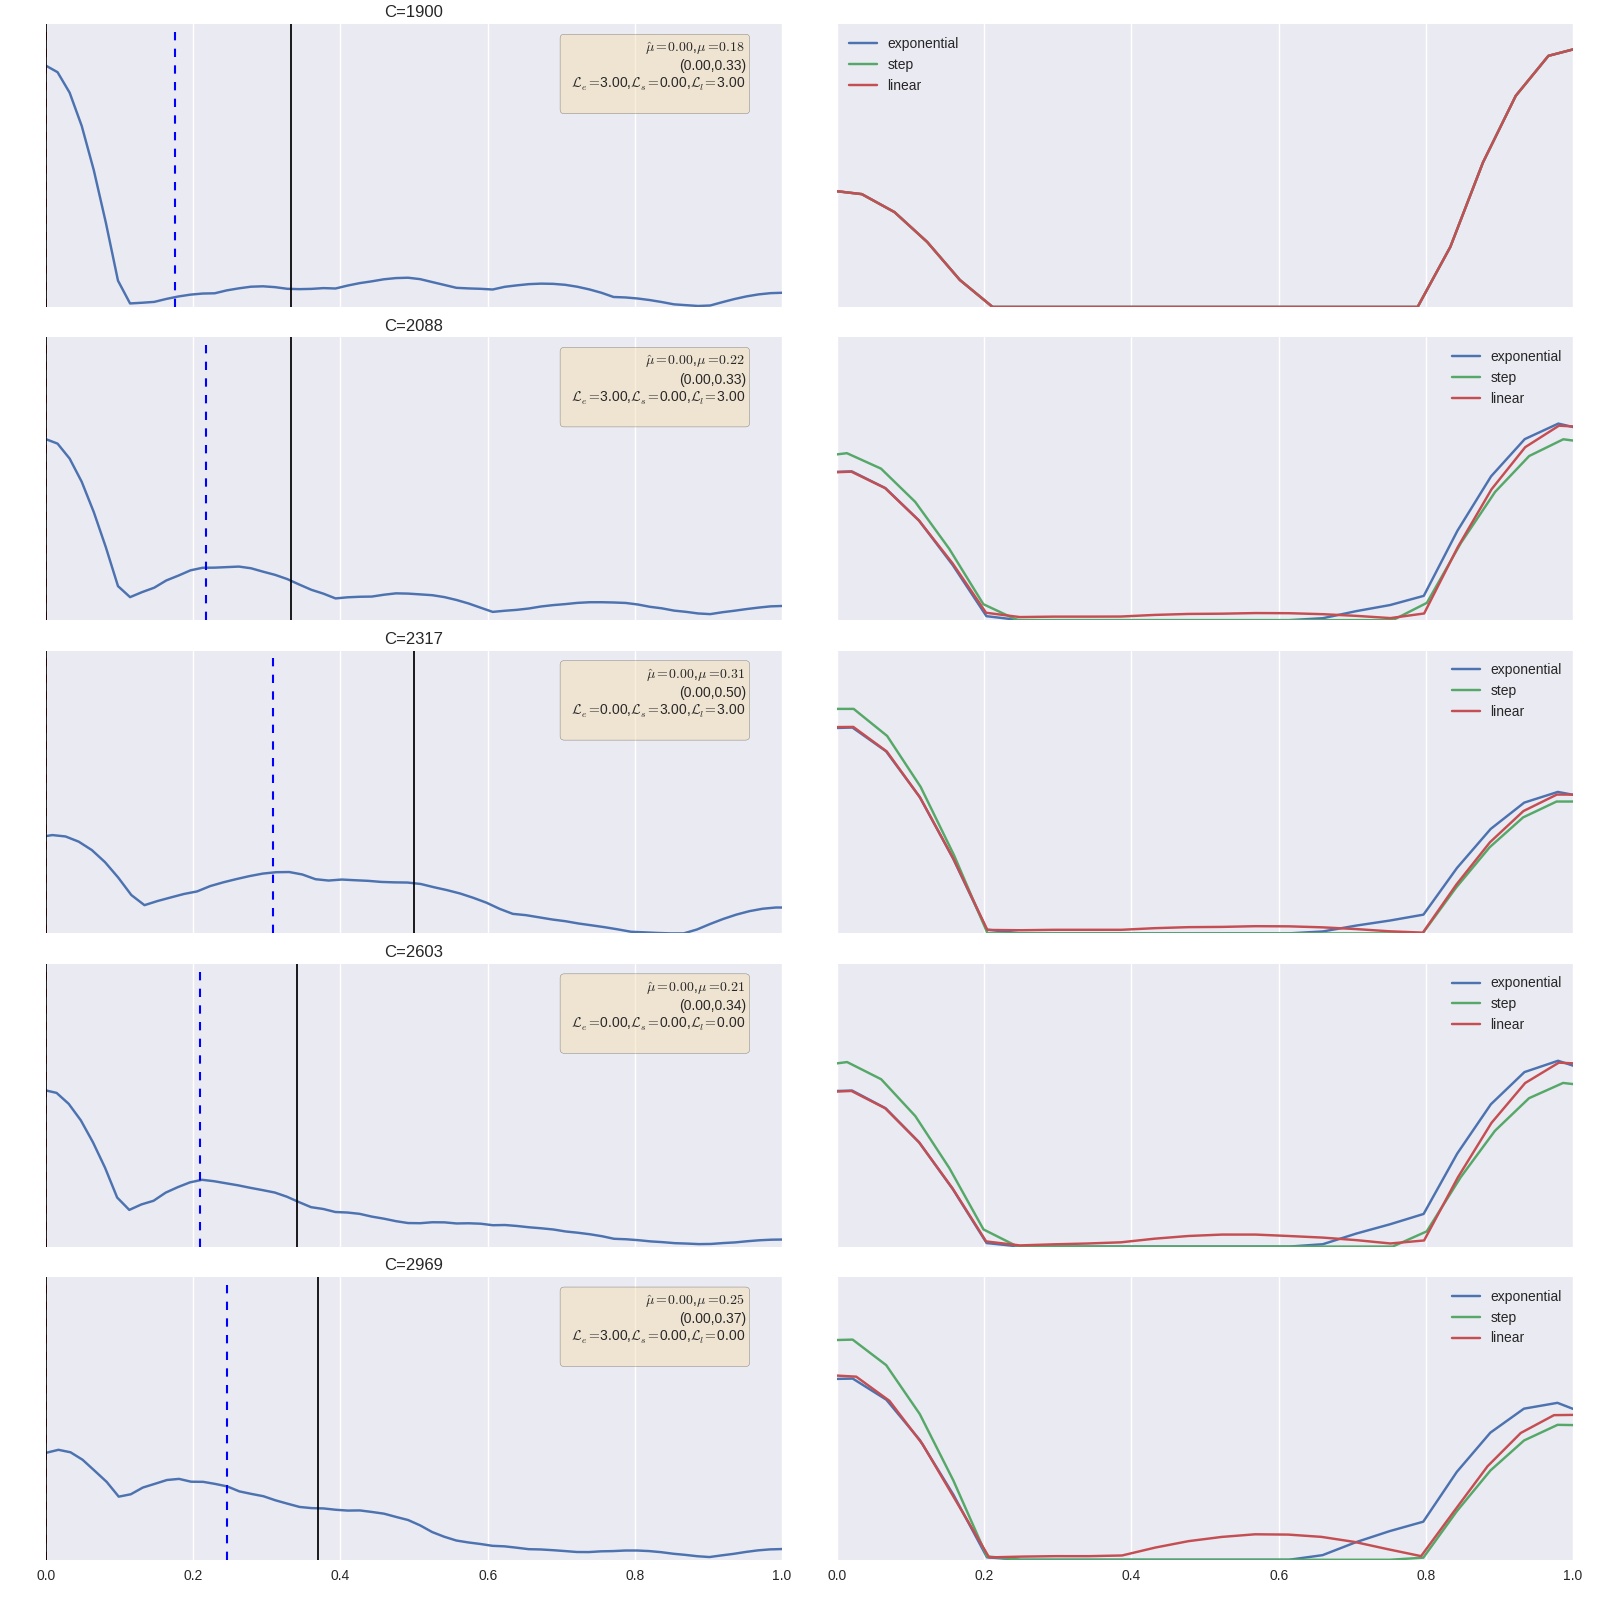 C=1900
μ̂=0.00,μ=0.18
(0.00,0.33)
ℒₑ=3.00,ℒₛ=0.00,ℒₗ=3.00
exponential
step
linear
C=2088
μ̂=0.00,μ=0.22
(0.00,0.33)
ℒₑ=3.00,ℒₛ=0.00,ℒₗ=3.00
exponential
step
linear
C=2317
μ̂=0.00,μ=0.31
(0.00,0.50)
ℒₑ=0.00,ℒₛ=3.00,ℒₗ=3.00
exponential
step
linear
C=2603
μ̂=0.00,μ=0.21
(0.00,0.34)
ℒₑ=0.00,ℒₛ=0.00,ℒₗ=0.00
exponential
step
linear
C=2969
μ̂=0.00,μ=0.25
(0.00,0.37)
ℒₑ=3.00,ℒₛ=0.00,ℒₗ=0.00
exponential
step
linear
0.0 0.2 0.4 0.6 0.8 1.0
0.0 0.2 0.4 0.6 0.8 1.0